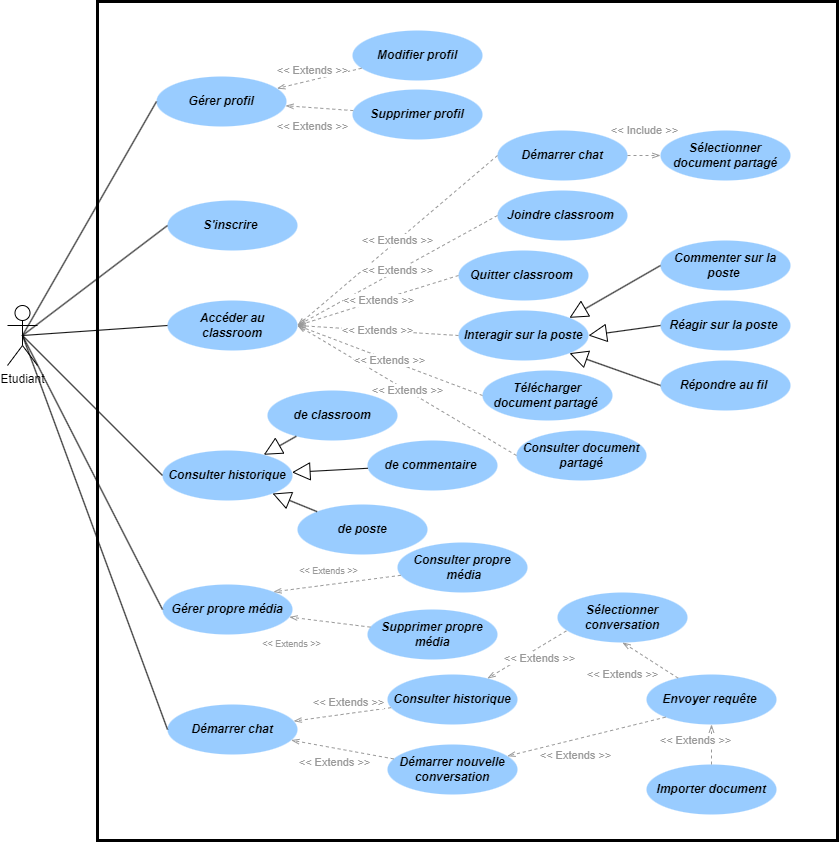 Modifier profil
<< Extends >>
Gérer profil
Supprimer profil
<< Extends >>
<< Include >>
Démarrer chat
Sélectionner
document partagé
Joindre classroom
S'inscrire
<< Extends >>
Commenter sur la
poste
<< Extends >>
Quitter classroom
<< Extends >>
Accéder au
classroom
<< Extends >>
Interagir sur la poste
Réagir sur la poste
<< Extends >>
Etudiant
Télécharger
document partagé
Répondre au fil
<< Extends >>
de classroom
Consulter document
partagé
Consulter historique
de commentaire
de poste
Consulter propre
média
<< Extends >>
Gérer propre média
Supprimer propre
média
<< Extends >>
Sélectionner
conversation
<< Extends >>
<< Extends >>
Consulter historique
Envoyer requête
<< Extends >>
Démarrer chat
<< Extends >>
<< Extends >>
<< Extends >>
Démarrer nouvelle
conversation
Importer document